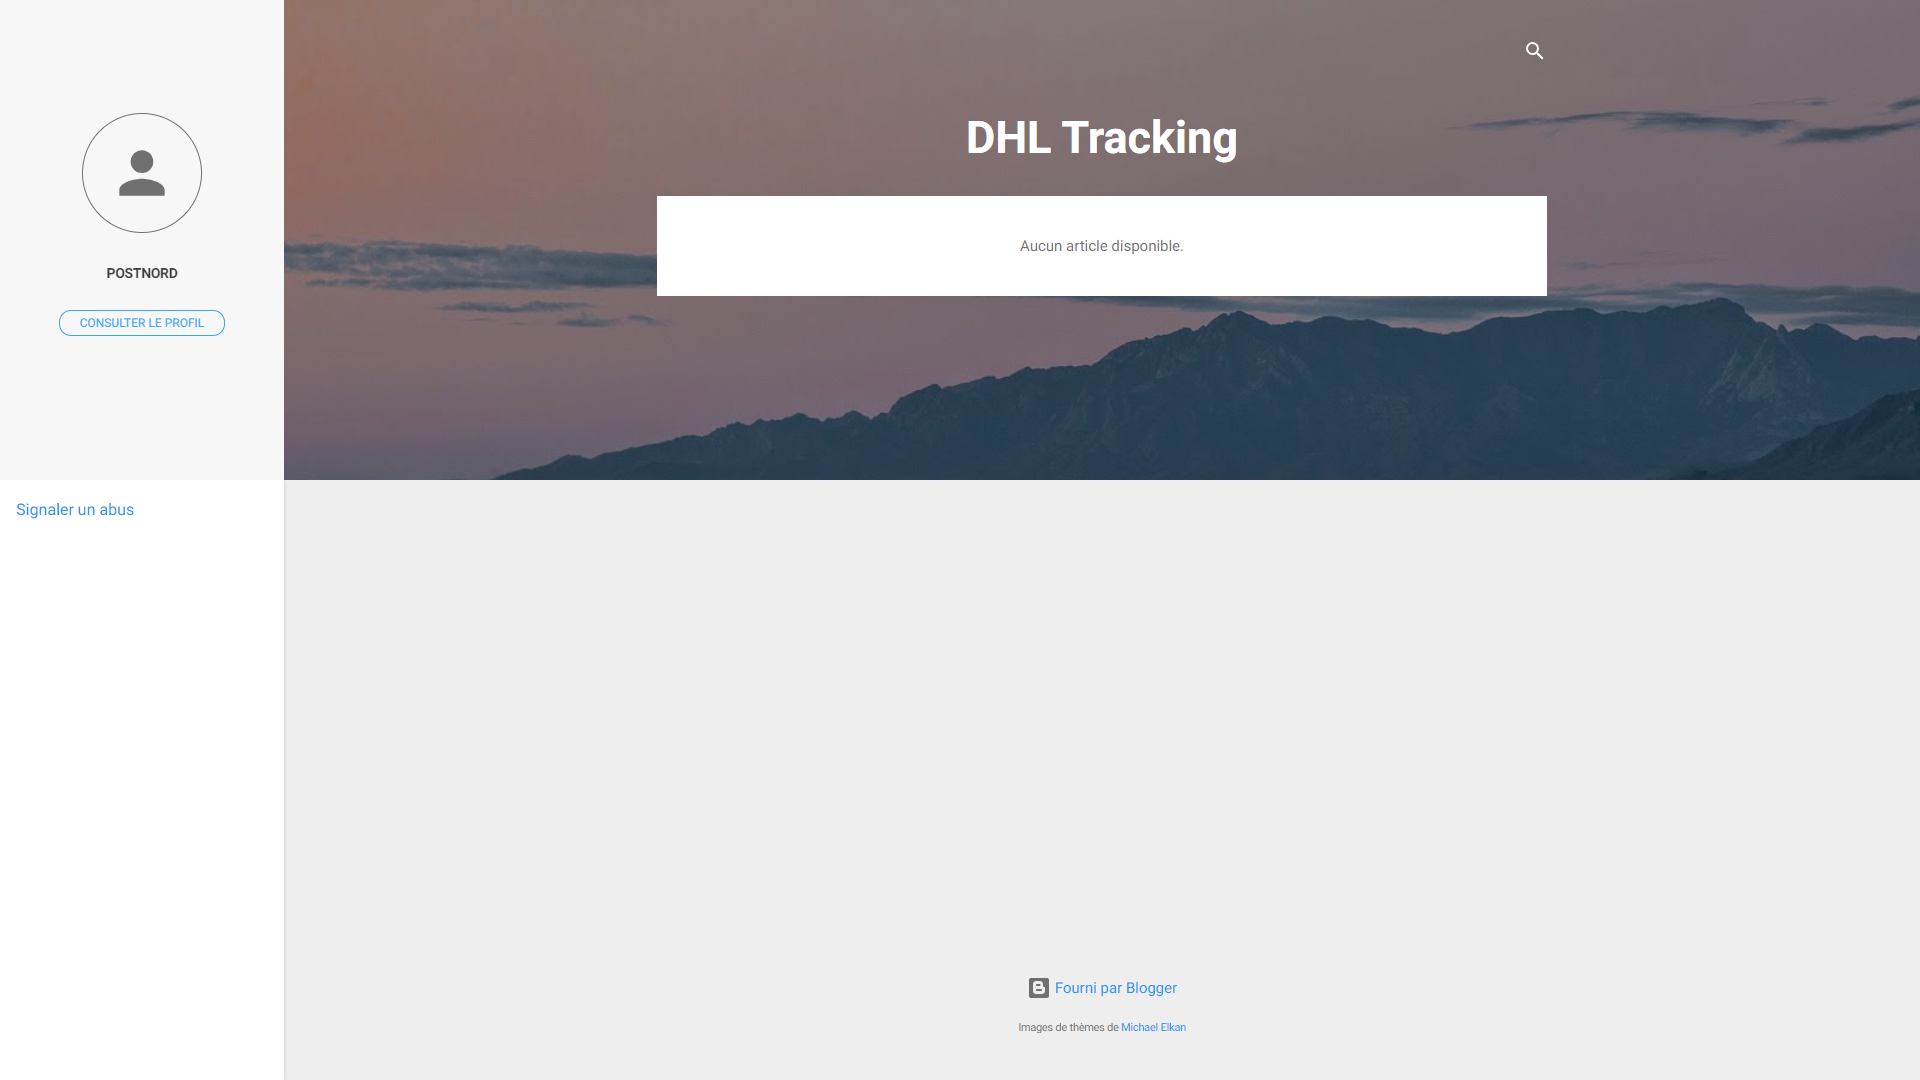 POSTNORD
CONSULTER LE PROFIL
Signaler un abus
DHL Tracking
Aucun article disponible.
Fourni par Blogger
Images de thèmes de Michael Elkan